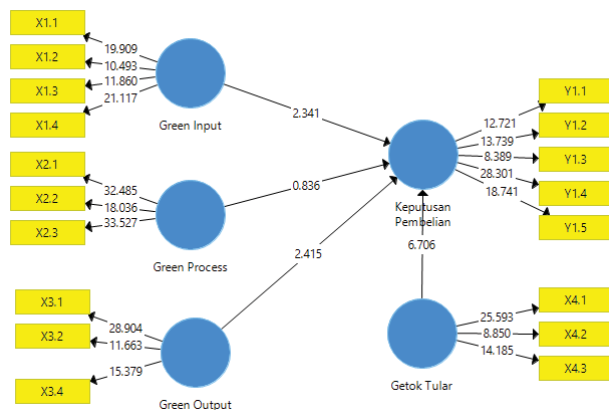 X1.1
X1.2
X1.3
X1.4
19.909
10.493
11.860
21.117
Green Input
2.341
X2.1
X2.2
X2.3
32.485
18.036
33.527
Green Process
0.836
X3.1
X3.2
X3.4
28.904
11.663
15.379
Green Output
2.415
Keputusan
Pembelian
6.706
12.721
13.739
8.389
28.301
18.741
Y1.1
Y1.2
Y1.3
Y1.4
Y1.5
Getok Tular
25.593
8.850
14.185
X4.1
X4.2
X4.3